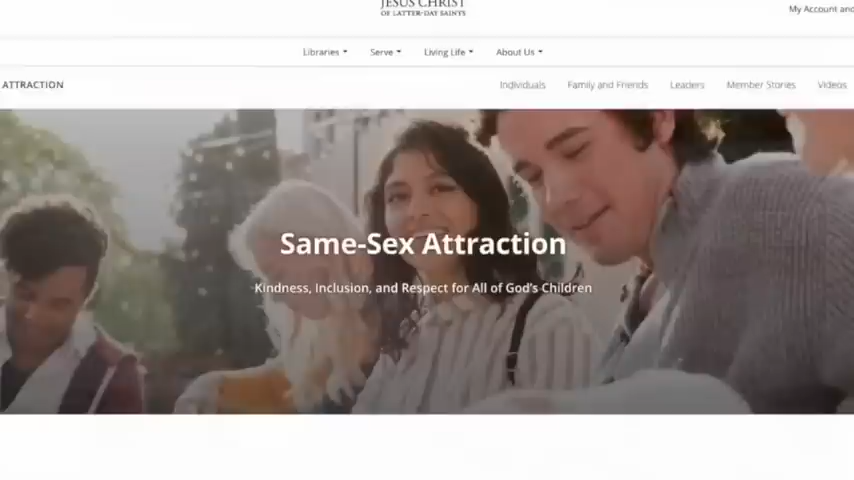 JESUS CHRIST
OF LATTER-DAY SAINTS
My Account and
Libraries
Serve
Living Life
About Us
ATTRACTION
Individuals
Family and Friends
Leaders
Member Stories
Videos
Same-Sex Attraction
Kindness, Inclusion, and Respect for All of God's Children